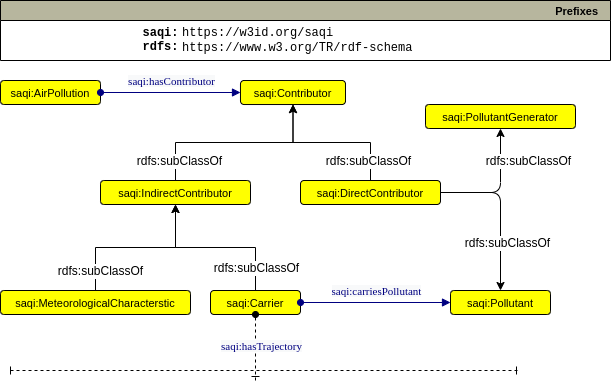 Prefixes
saqi: https://w3id.org/saqi
rdfs: https://www.w3.org/TR/rdf-schema
saqi:hasContributor
saqi:AirPollution
saqi:Contributor
saqi:PollutantGenerator
rdfs:subClassOf
rdfs:subClassOf
rdfs:subClassOf
saqi:IndirectContributor
saqi:DirectContributor
rdfs:subClassOf
rdfs:subClassOf
rdfs:subClassOf
saqi:carriesPollutant
saqi:MeteorologicalCharacterstic
saqi:Carrier
saqi:Pollutant
saqi:hasTrajectory